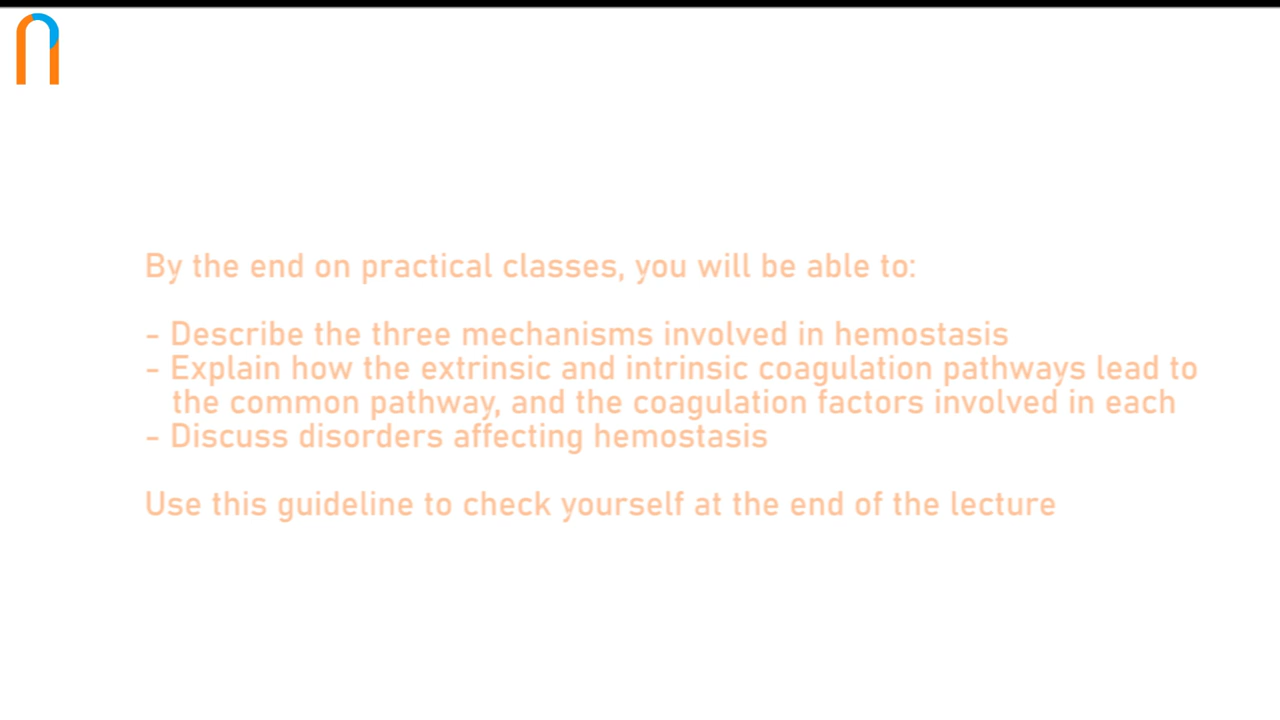 By the end on practical classes, you will be able to:
- Describe the three mechanisms involved in hemostasis
- Explain how the extrinsic and intrinsic coagulation pathways lead to
the common pathway, and the coagulation factors involved in each
- Discuss disorders affecting hemostasis
Use this guideline to check yourself at the end of the lecture